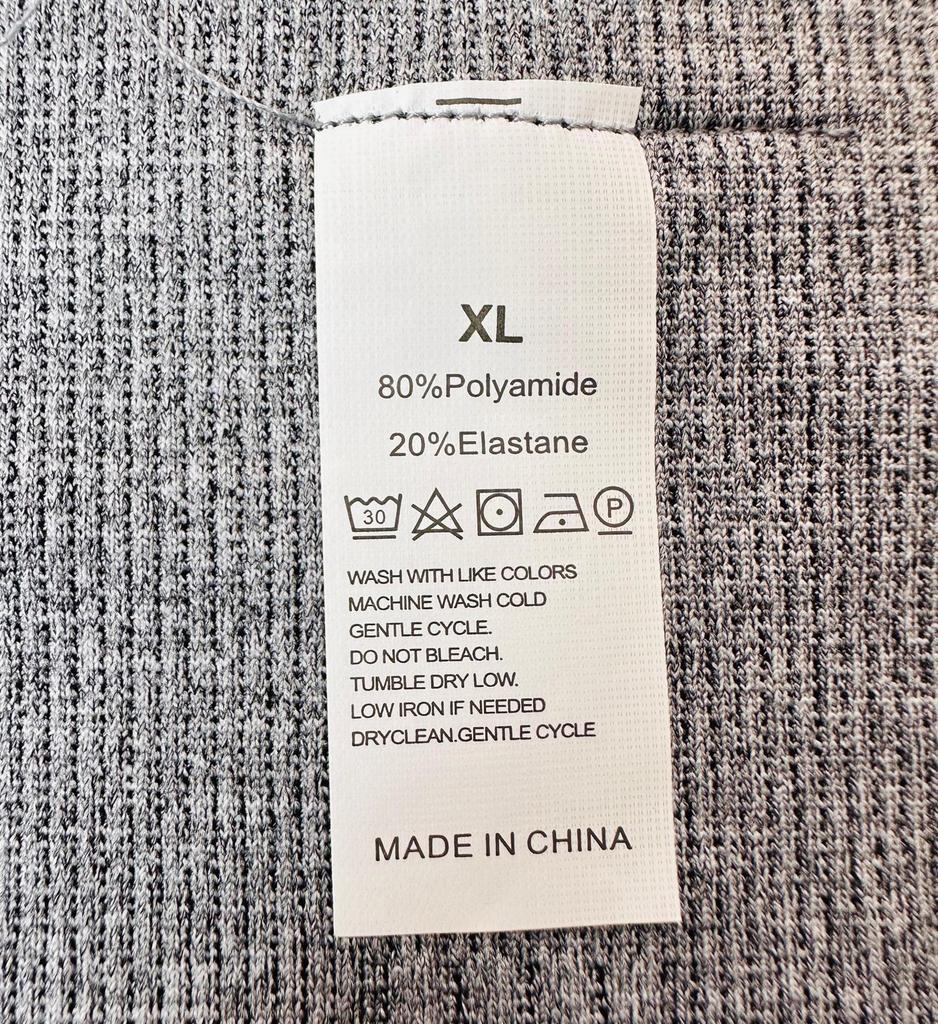 XL
80%Polyamide
20%Elastane
30 P
WASH WITH LIKE COLORS
MACHINE WASH COLD
GENTLE CYCLE.
DO NOT BLEACH.
TUMBLE DRY LOW.
LOW IRON IF NEEDED
DRYCLEAN.GENTLE CYCLE
MADE IN CHINA